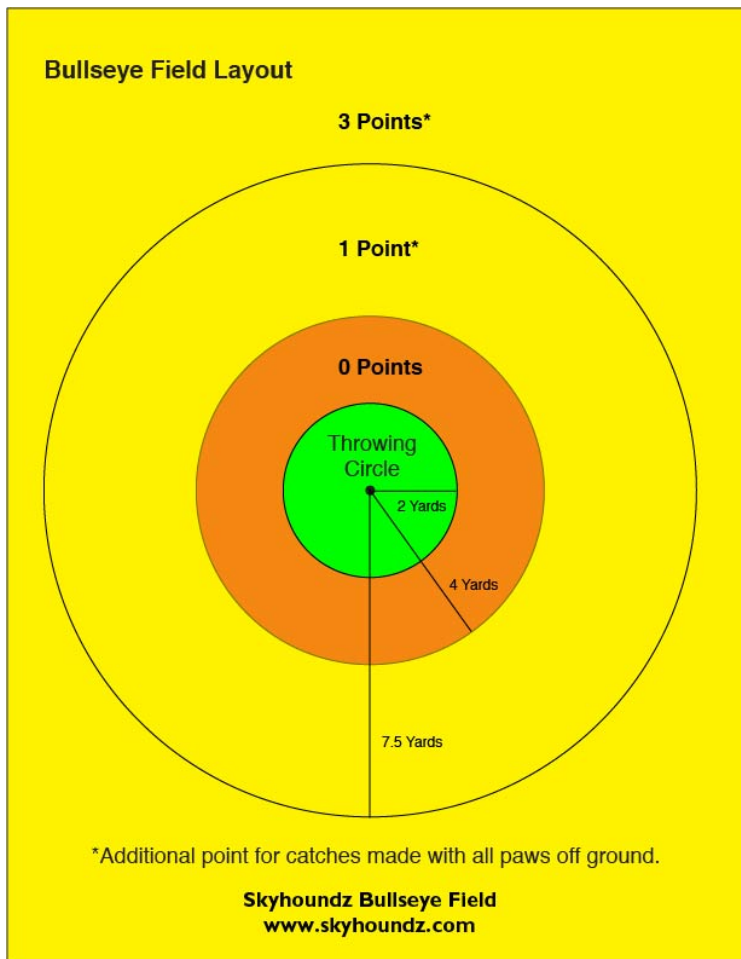 Bullseye Field Layout
3 Points*
1 Point*
0 Points
Throwing
Circle
2 Yards
4 Yards
7.5 Yards
*Additional point for catches made with all paws off ground.
Skyhoundz Bullseye Field
www.skyhoundz.com